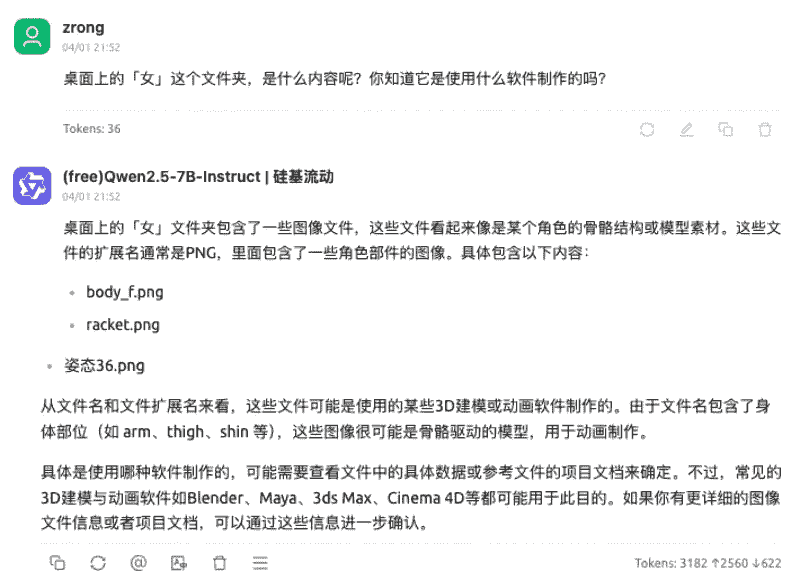 zrong
04/01 21:52
桌面上的「女」这个文件夹，是什么内容呢？你知道它是使用什么软件制作的吗？
Tokens: 36
(free)Qwen2.5-7B-Instruct | 硅基流动
04/01 21:52
桌面上的「女」文件夹包含了一些图像文件，这些文件看起来像是某个角色的骨骼结构或模型素材。这些文
件的扩展名通常是PNG，里面包含了一些角色部件的图像。具体包含以下内容：
• body_f.png
• racket.png
• 姿态36.png
从文件名和文件扩展名来看，这些文件可能是使用的某些3D建模或动画软件制作的。由于文件名包含了身
体部位（如 arm、thigh、shin 等），这些图像很可能是骨骼驱动的模型，用于动画制作。
具体是使用哪种软件制作的，可能需要查看文件中的具体数据或参考文件的项目文档来确定。不过，常见的
3D建模与动画软件如Blender、Maya、3ds Max、Cinema 4D等都可能用于此目的。如果你有更详细的图像
文件信息或者项目文档，可以通过这些信息进一步确认。
Tokens: 3182 ↑2560 ↓622